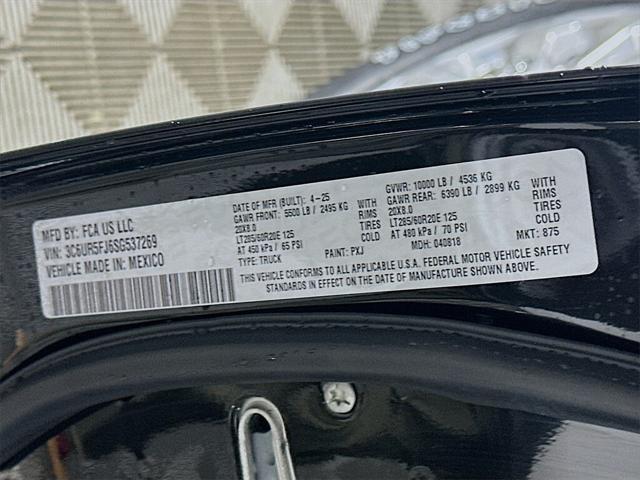 MFD BY: FCA US LLC
VIN: 3C6UR5FJ6SG537269
VEHICLE MADE IN: MEXICO
DATE OF MFR (BUILT): 4-25
GAWR FRONT: 5500 LB / 2495 KG WITH
20X8.0 RIMS
LT285/60R20E 125 TIRES
AT 450 kPa / 65 PSI
TYPE: TRUCK PAINT: PXJ
GVWR: 10000 LB / 4536 KG
GAWR REAR: 6390 LB / 2899 KG WITH
20X8.0 RIMS
LT285/60R20E 125 TIRES
AT 480 kPa / 70 PSI
MDH: 040818 MKT: 875
THIS VEHICLE CONFORMS TO ALL APPLICABLE U.S.A. FEDERAL MOTOR VEHICLE SAFETY
STANDARDS IN EFFECT ON THE DATE OF MANUFACTURE SHOWN ABOVE.